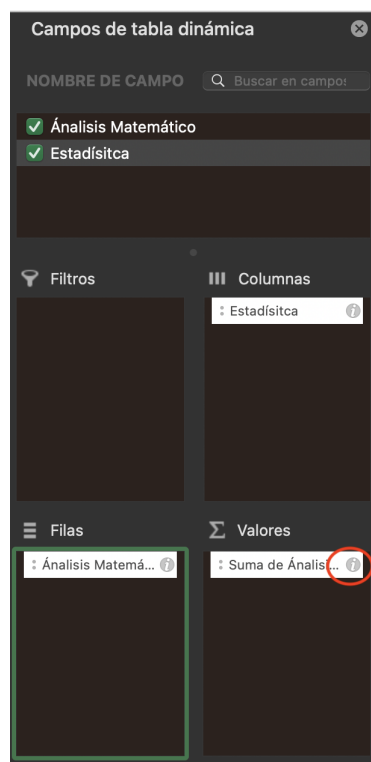 Campos de tabla dinámica
NOMBRE DE CAMPO
Buscar en campos
Ánalisis Matemático
Estadísitca
Filtros
Columnas
Estadísitca
Filas
Valores
Ánalisis Matemá...
Suma de Ánalisi...